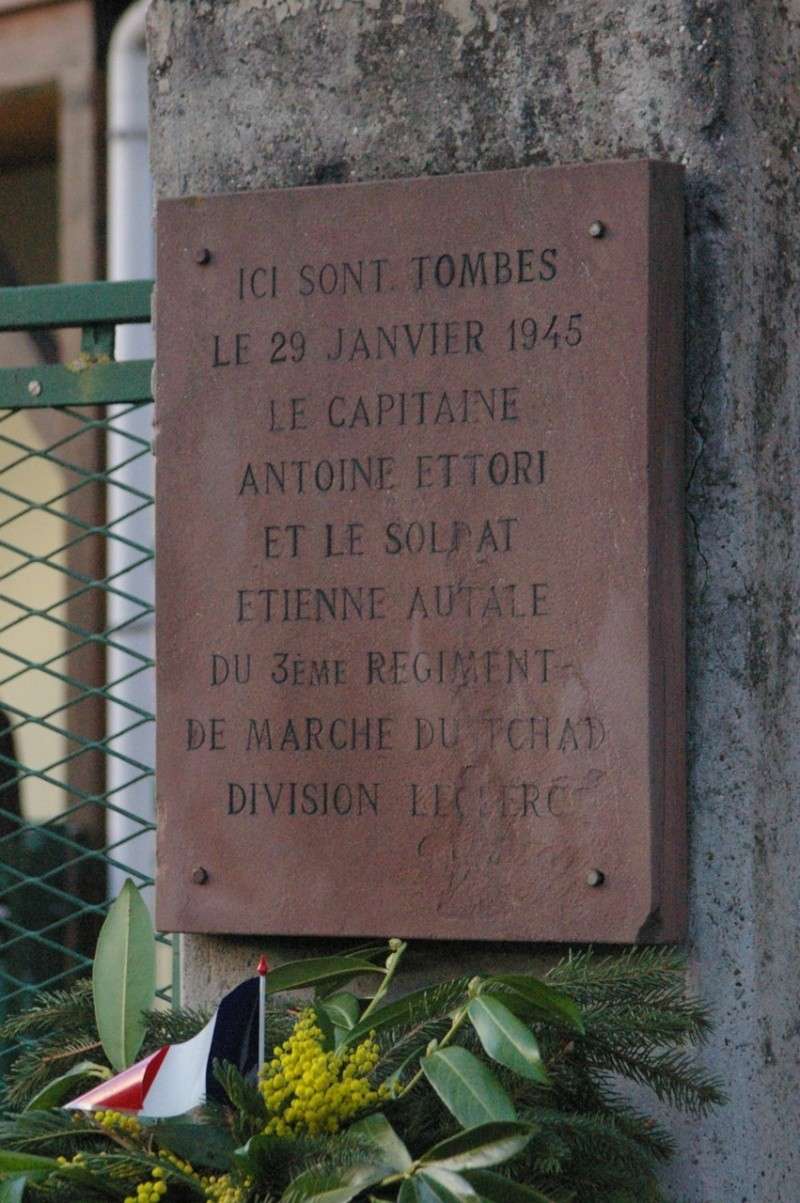 ICI SONT TOMBES
LE 29 JANVIER 1945
LE CAPITAINE
ANTOINE ETTORI
ET LE SOLDAT
ETIENNE AUTALE
DU 3ÈME REGIMENT
DE MARCHE DU TCHAD
DIVISION LECLERC